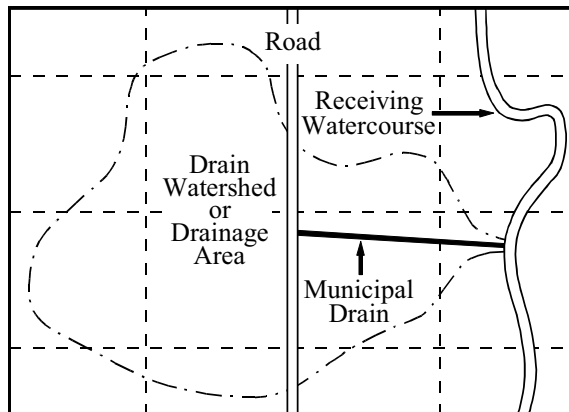 Road
Receiving
Watercourse
Drain
Watershed
or
Drainage
Area
Municipal
Drain